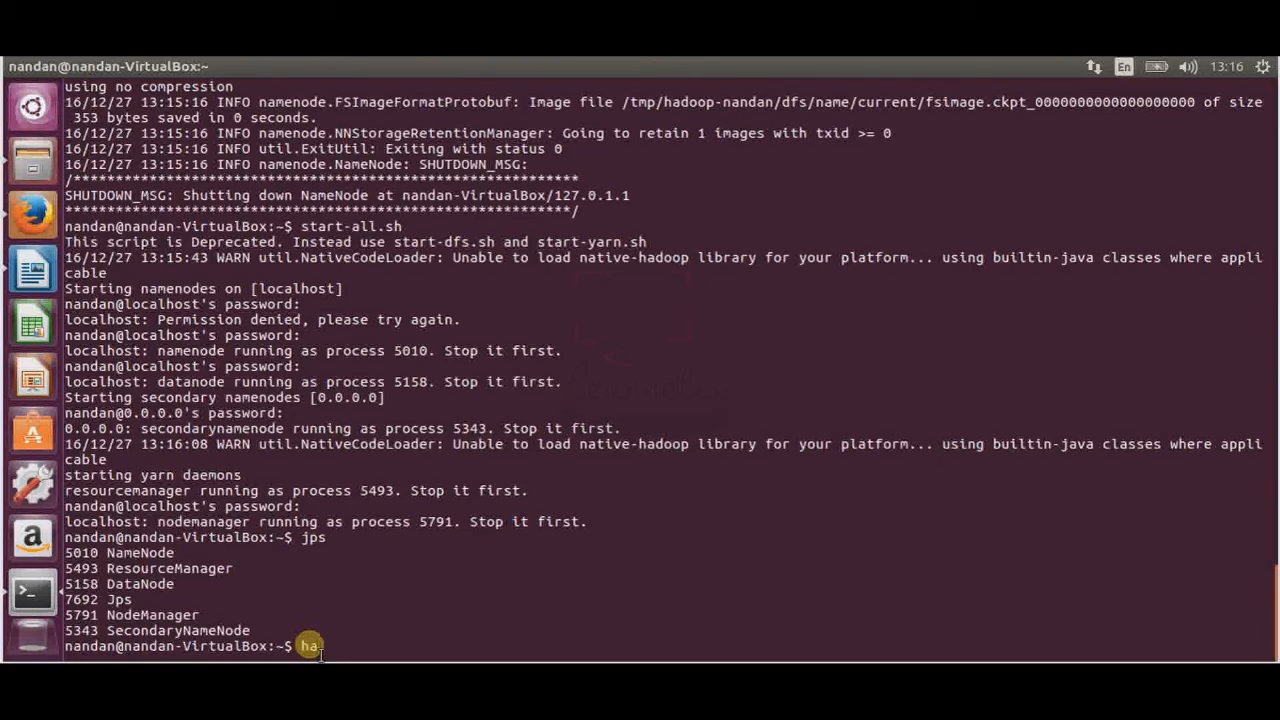 nandan@nandan-VirtualBox:~
En
13:16
using no compression
16/12/27 13:15:16 INFO namenode.FSImageFormatProtobuf: Image file /tmp/hadoop-nandan/dfs/name/current/fsimage.ckpt_0000000000000000000 of size
353 bytes saved in 0 seconds.
16/12/27 13:15:16 INFO namenode.NNStorageRetentionManager: Going to retain 1 images with txid >= 0
16/12/27 13:15:16 INFO util.ExitUtil: Exiting with status 0
16/12/27 13:15:16 INFO namenode.NameNode: SHUTDOWN_MSG:
/************************************************************
SHUTDOWN_MSG: Shutting down NameNode at nandan-VirtualBox/127.0.1.1
************************************************************/
nandan@nandan-VirtualBox:~$ start-all.sh
This script is Deprecated. Instead use start-dfs.sh and start-yarn.sh
16/12/27 13:15:43 WARN util.NativeCodeLoader: Unable to load native-hadoop library for your platform... using builtin-java classes where appli
cable
Starting namenodes on [localhost]
nandan@localhost's password:
localhost: Permission denied, please try again.
nandan@localhost's password:
localhost: namenode running as process 5010. Stop it first.
nandan@localhost's password:
localhost: datanode running as process 5158. Stop it first.
Starting secondary namenodes [0.0.0.0]
nandan@0.0.0.0's password:
0.0.0.0: secondarynamenode running as process 5343. Stop it first.
16/12/27 13:16:08 WARN util.NativeCodeLoader: Unable to load native-hadoop library for your platform... using builtin-java classes where appli
cable
starting yarn daemons
resourcemanager running as process 5493. Stop it first.
nandan@localhost's password:
localhost: nodemanager running as process 5791. Stop it first.
nandan@nandan-VirtualBox:~$ jps
5010 NameNode
5493 ResourceManager
5158 DataNode
7692 Jps
5791 NodeManager
5343 SecondaryNameNode
nandan@nandan-VirtualBox:~$ ha